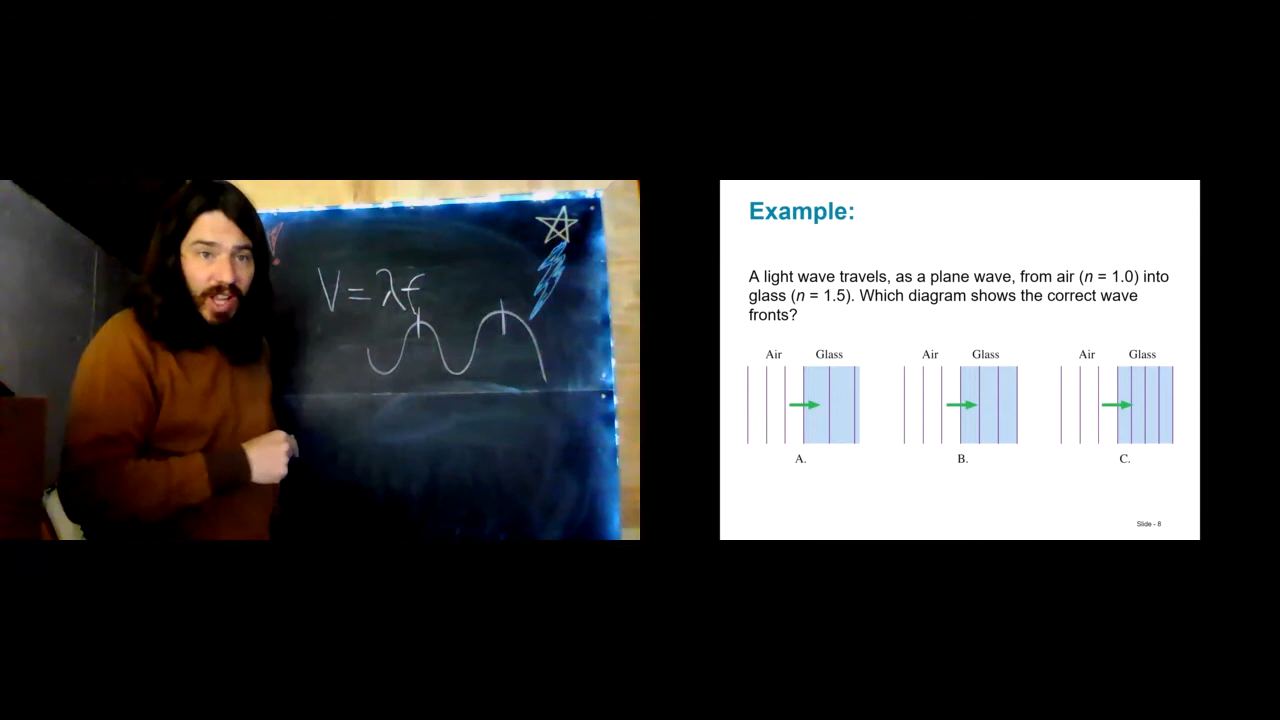 V = λf
Example:
A light wave travels, as a plane wave, from air (n = 1.0) into
glass (n = 1.5). Which diagram shows the correct wave
fronts?
Air Glass Air Glass Air Glass
A. B. C.
Slide - 8